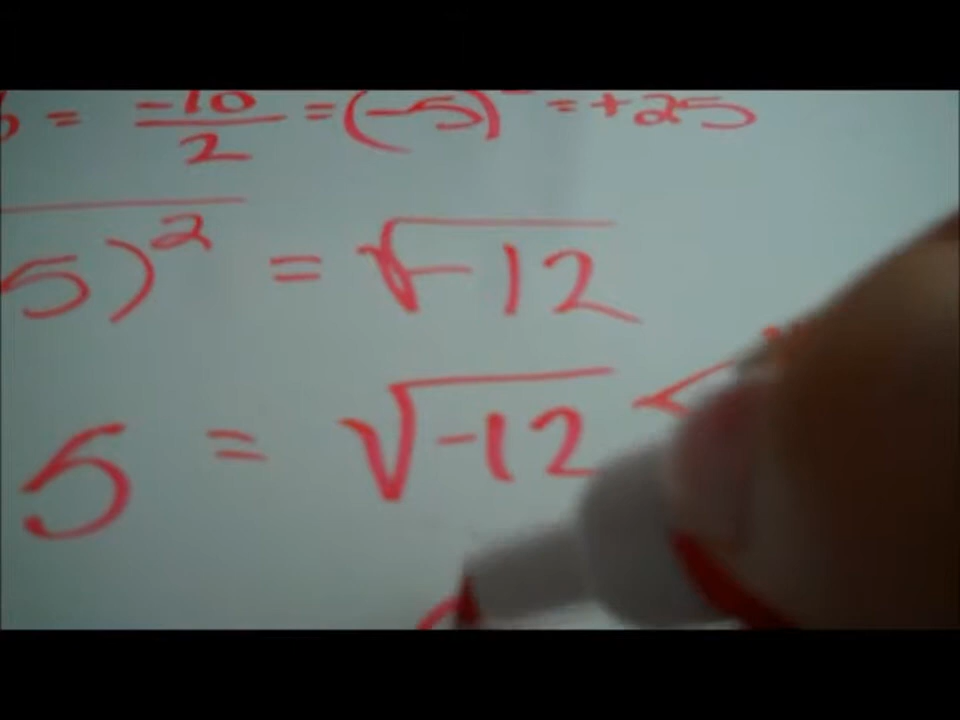 = -10/2 = (-5) = +25
5)² = √-12
5 = √-12